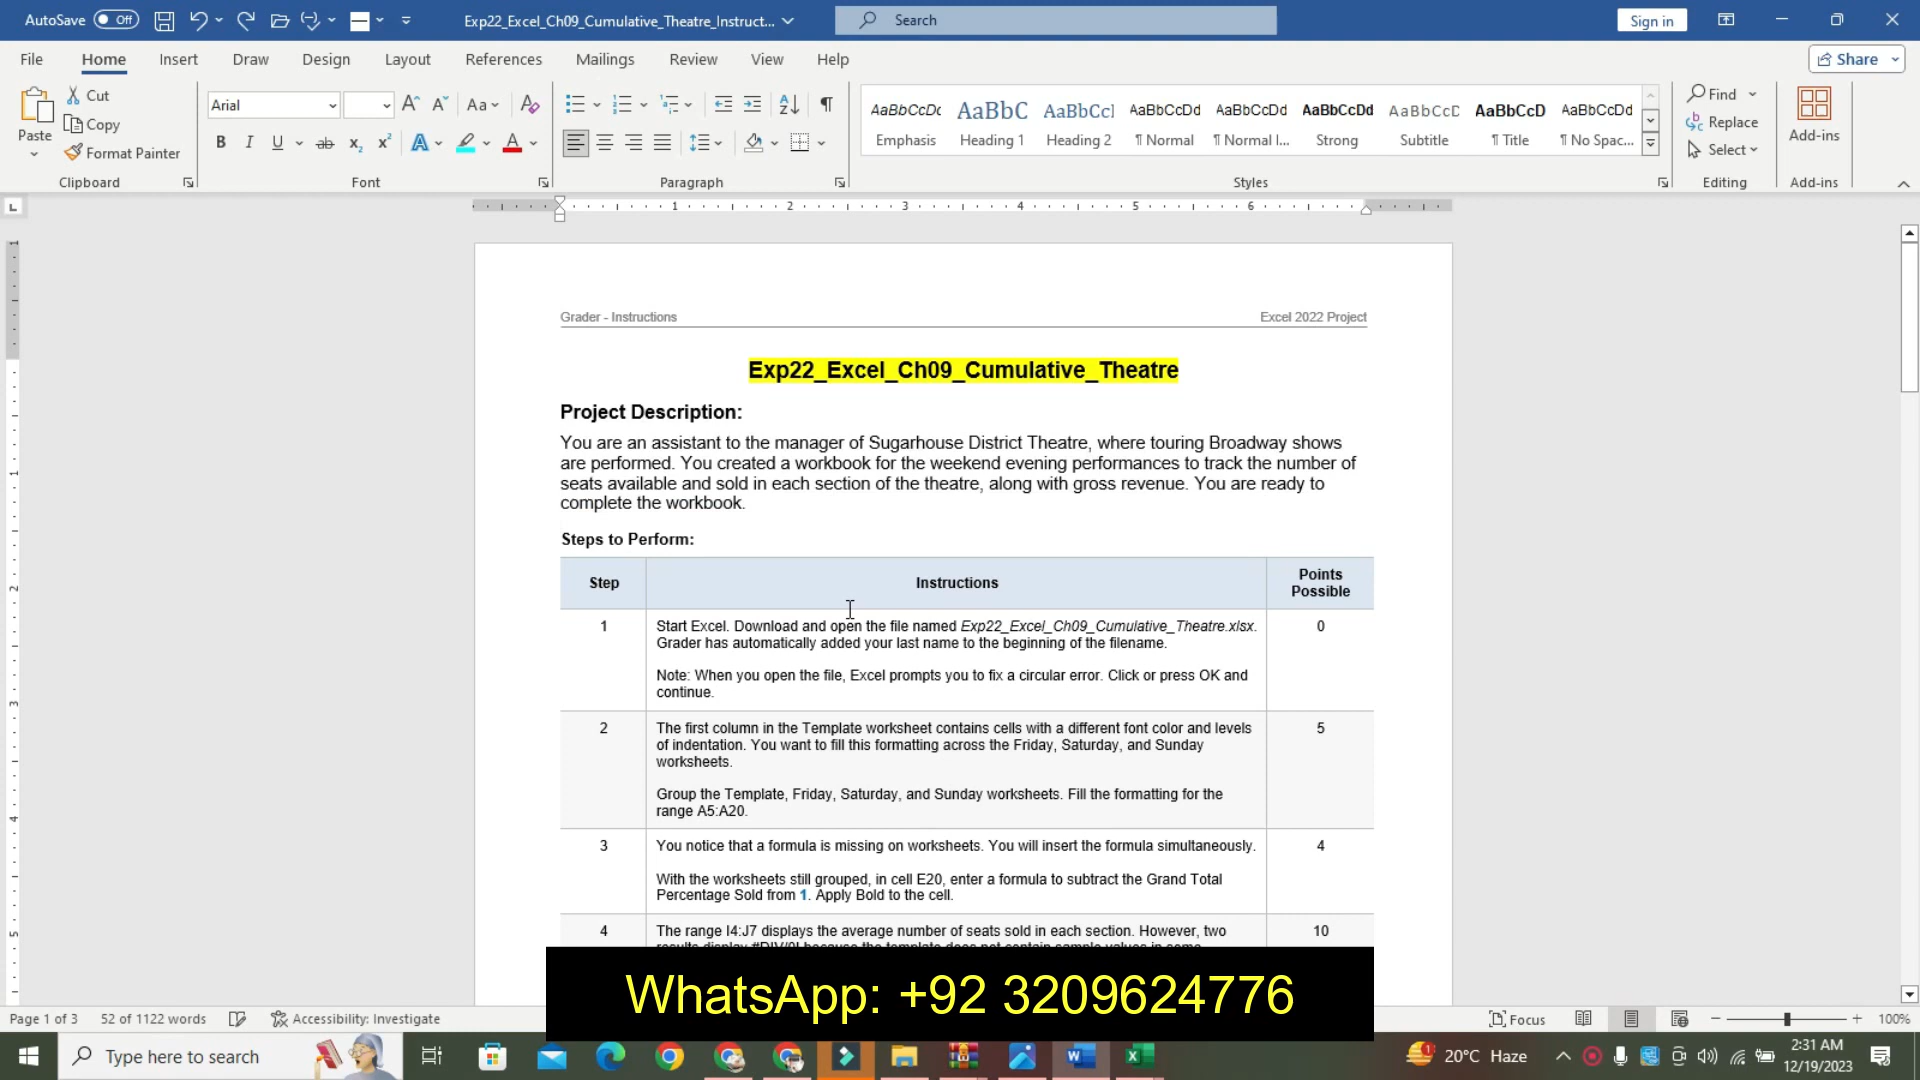 AutoSave Off
Exp22_Excel_Ch09_Cumulative_Theatre_Instruct...
Search
Sign in
File Home Insert Draw Design Layout References Mailings Review View Help
Share
Paste
Cut
Copy
Format Painter
Clipboard
Arial
Aa
B I U ab x₂ x² A A
Font
Paragraph
AaBbCcDc AaBbC AaBbCcI AaBbCcDd AaBbCcDd AaBbCcDd AaBbCcD AaBbCcD AaBbCcDd
Emphasis Heading 1 Heading 2 ¶ Normal ¶ Normal I... Strong Subtitle ¶ Title ¶ No Spac...
Styles
Find
Replace
Select
Editing
Add-ins
Add-ins
1 2 3 4 5 6
Grader - Instructions Excel 2022 Project
Exp22_Excel_Ch09_Cumulative_Theatre
Project Description:
You are an assistant to the manager of Sugarhouse District Theatre, where touring Broadway shows
are performed. You created a workbook for the weekend evening performances to track the number of
seats available and sold in each section of the theatre, along with gross revenue. You are ready to
complete the workbook.
Steps to Perform:
Step Instructions Points Possible
1 Start Excel. Download and open the file named Exp22_Excel_Ch09_Cumulative_Theatre.xlsx. 0
Grader has automatically added your last name to the beginning of the filename.
Note: When you open the file, Excel prompts you to fix a circular error. Click or press OK and
continue.
2 The first column in the Template worksheet contains cells with a different font color and levels 5
of indentation. You want to fill this formatting across the Friday, Saturday, and Sunday
worksheets.
Group the Template, Friday, Saturday, and Sunday worksheets. Fill the formatting for the
range A5:A20.
3 You notice that a formula is missing on worksheets. You will insert the formula simultaneously. 4
With the worksheets still grouped, in cell E20, enter a formula to subtract the Grand Total
Percentage Sold from 1. Apply Bold to the cell.
4 The range I4:J7 displays the average number of seats sold in each section. However, two 10
WhatsApp: +92 3209624776
Page 1 of 3 52 of 1122 words Accessibility: Investigate
Focus
100%
Type here to search
20°C Haze
2:31 AM
12/19/2023